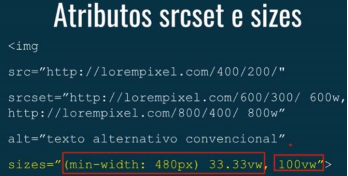 Atributos srcset e sizes
<img
src=”http://lorempixel.com/400/200/"
srcset=”http://lorempixel.com/600/300/ 600w,
http://lorempixel.com/800/400/ 800w”
alt=”texto alternativo convencional”
sizes=”(min-width: 480px) 33.33vw, 100vw”>